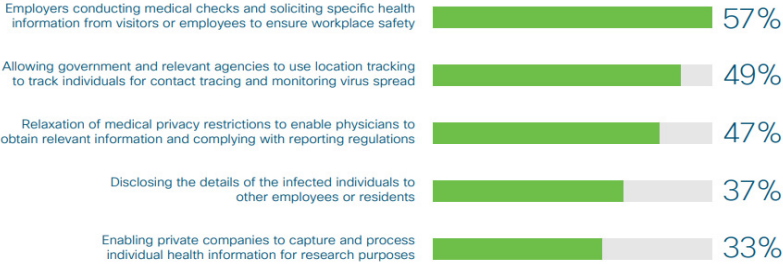 Employers conducting medical checks and soliciting specific health
information from visitors or employees to ensure workplace safety
57%
Allowing government and relevant agencies to use location tracking
to track individuals for contact tracing and monitoring virus spread
49%
Relaxation of medical privacy restrictions to enable physicians to
obtain relevant information and complying with reporting regulations
47%
Disclosing the details of the infected individuals to
other employees or residents
37%
Enabling private companies to capture and process
individual health information for research purposes
33%